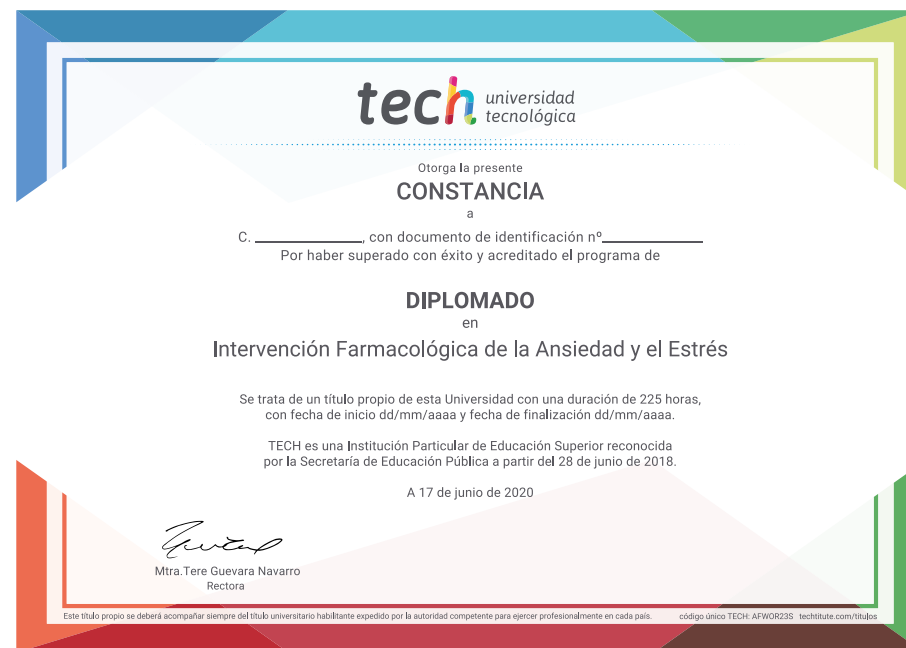 tech universidad
tecnológica
Otorga la presente
CONSTANCIA
a
C. ____________, con documento de identificación nº____________
Por haber superado con éxito y acreditado el programa de
DIPLOMADO
en
Intervención Farmacológica de la Ansiedad y el Estrés
Se trata de un título propio de esta Universidad con una duración de 225 horas,
con fecha de inicio dd/mm/aaaa y fecha de finalización dd/mm/aaaa.
TECH es una Institución Particular de Educación Superior reconocida
por la Secretaría de Educación Pública a partir del 28 de junio de 2018.
A 17 de junio de 2020
Mtra.Tere Guevara Navarro
Rectora
Este título propio se deberá acompañar siempre del título universitario habilitante expedido por la autoridad competente para ejercer profesionalmente en cada país. código único TECH: AFWOR23S techtitute.com/titulos